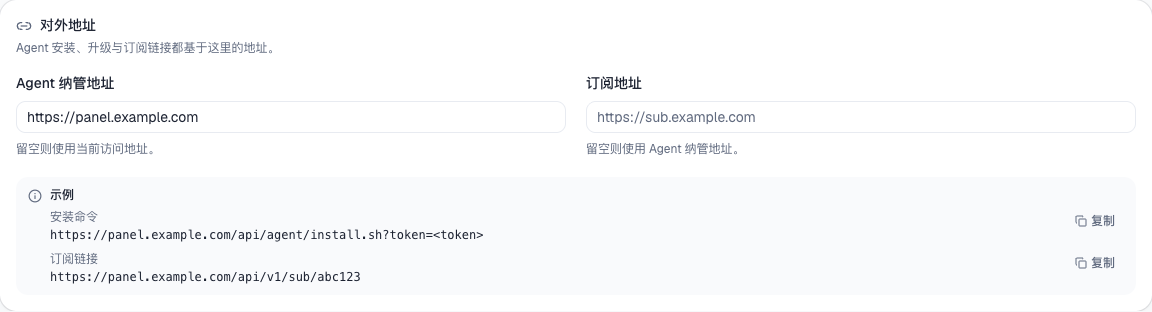 对外地址
Agent 安装、升级与订阅链接都基于这里的地址。
Agent 纳管地址
https://panel.example.com
留空则使用当前访问地址。
订阅地址
https://sub.example.com
留空则使用 Agent 纳管地址。
示例
安装命令
https://panel.example.com/api/agent/install.sh?token=<token>
复制
订阅链接
https://panel.example.com/api/v1/sub/abc123
复制